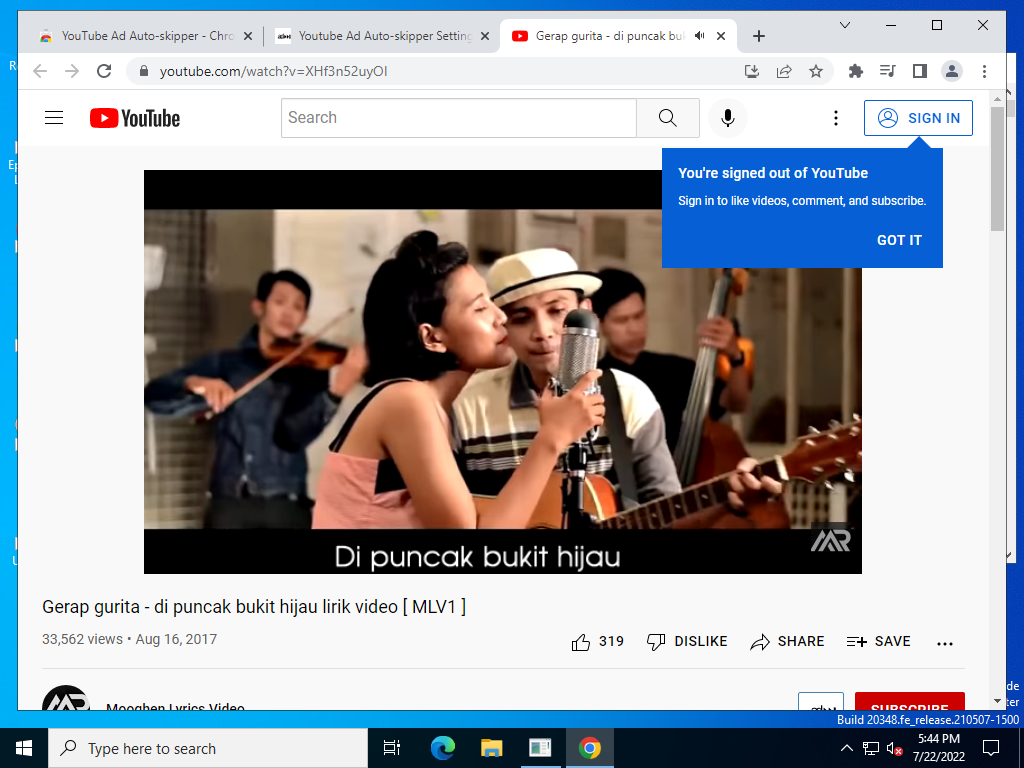 YouTube Ad Auto-skipper - Chro
Youtube Ad Auto-skipper Setting
Gerap gurita - di puncak bu
youtube.com/watch?v=XHf3n52uyOI
YouTube
Search
SIGN IN
You're signed out of YouTube
Sign in to like videos, comment, and subscribe.
GOT IT
Di puncak bukit hijau
MR
Gerap gurita - di puncak bukit hijau lirik video [ MLV1 ]
33,562 views • Aug 16, 2017
319
DISLIKE
SHARE
SAVE
Mooghen Lyrics Video
SUBSCRIBE
Build 20348.fe_release.210507-1500
Type here to search
5:44 PM
7/22/2022